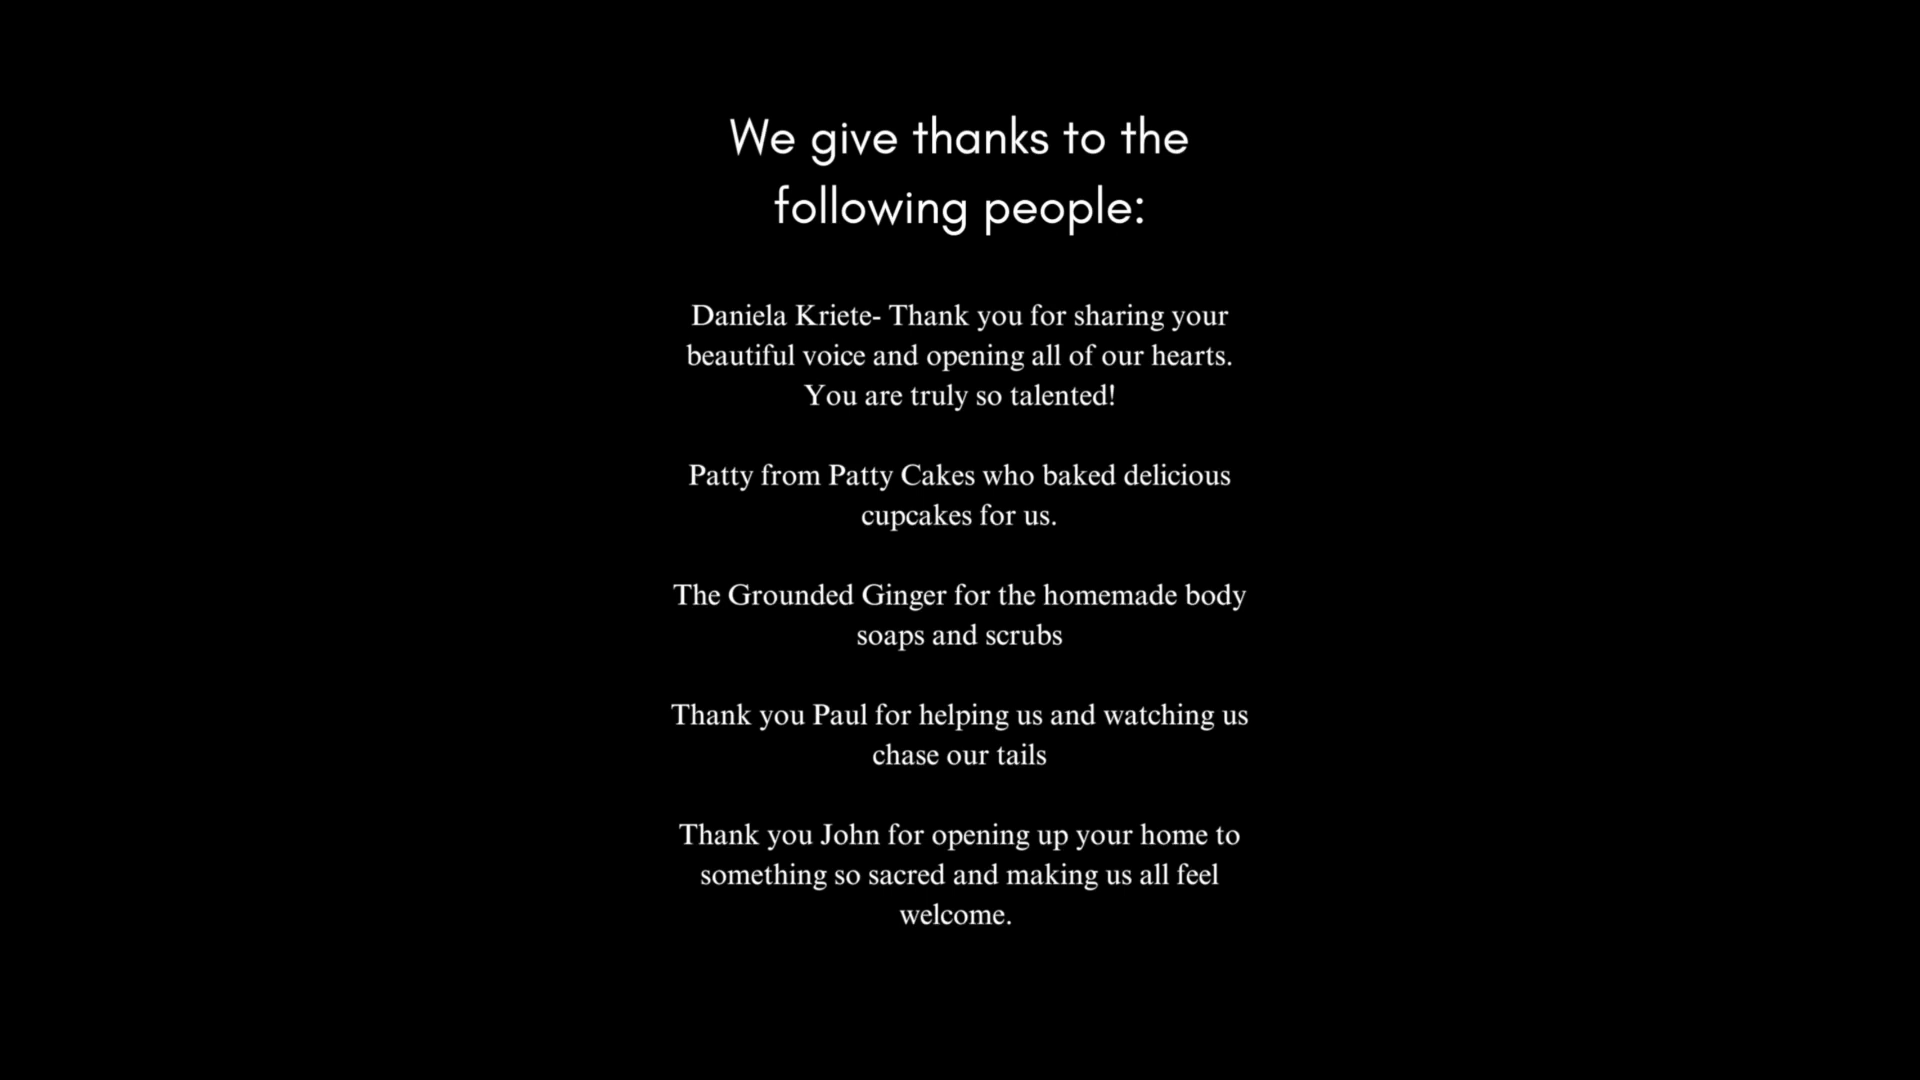 We give thanks to the
following people:
Daniela Kriete- Thank you for sharing your
beautiful voice and opening all of our hearts.
You are truly so talented!
Patty from Patty Cakes who baked delicious
cupcakes for us.
The Grounded Ginger for the homemade body
soaps and scrubs
Thank you Paul for helping us and watching us
chase our tails
Thank you John for opening up your home to
something so sacred and making us all feel
welcome.